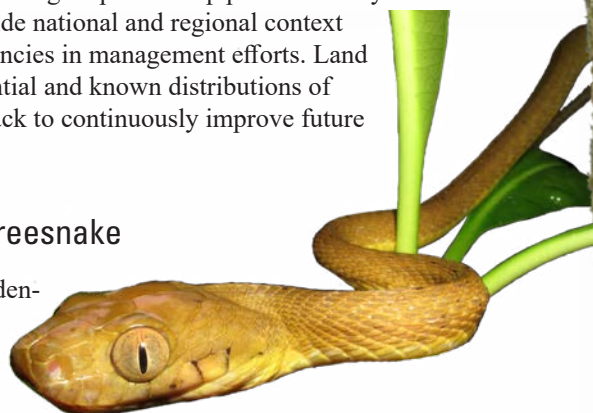 de national and regional context
ncies in management efforts. Land
ntial and known distributions of
ck to continuously improve future
reesnake
den-